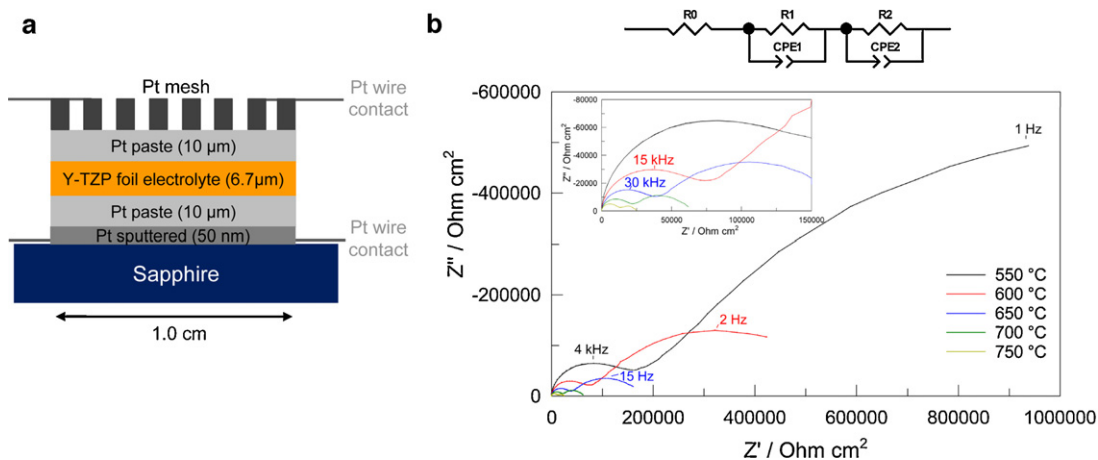 a
Pt mesh
Pt wire
contact
Pt paste (10 µm)
Y-TZP foil electrolyte (6.7µm)
Pt paste (10 µm)
Pt sputtered (50 nm)
Pt wire
contact
Sapphire
1.0 cm
b
R0 R1 R2
CPE1 CPE2
-600000
-400000
-200000
0
Z'' / Ohm cm²
0 200000 400000 600000 800000 1000000
Z' / Ohm cm²
-80000
-60000
-40000
-20000
0
Z'' / Ohm cm²
0 50000 100000 150000
Z' / Ohm cm²
15 kHz
30 kHz
1 Hz
2 Hz
4 kHz
15 Hz
550 °C
600 °C
650 °C
700 °C
750 °C